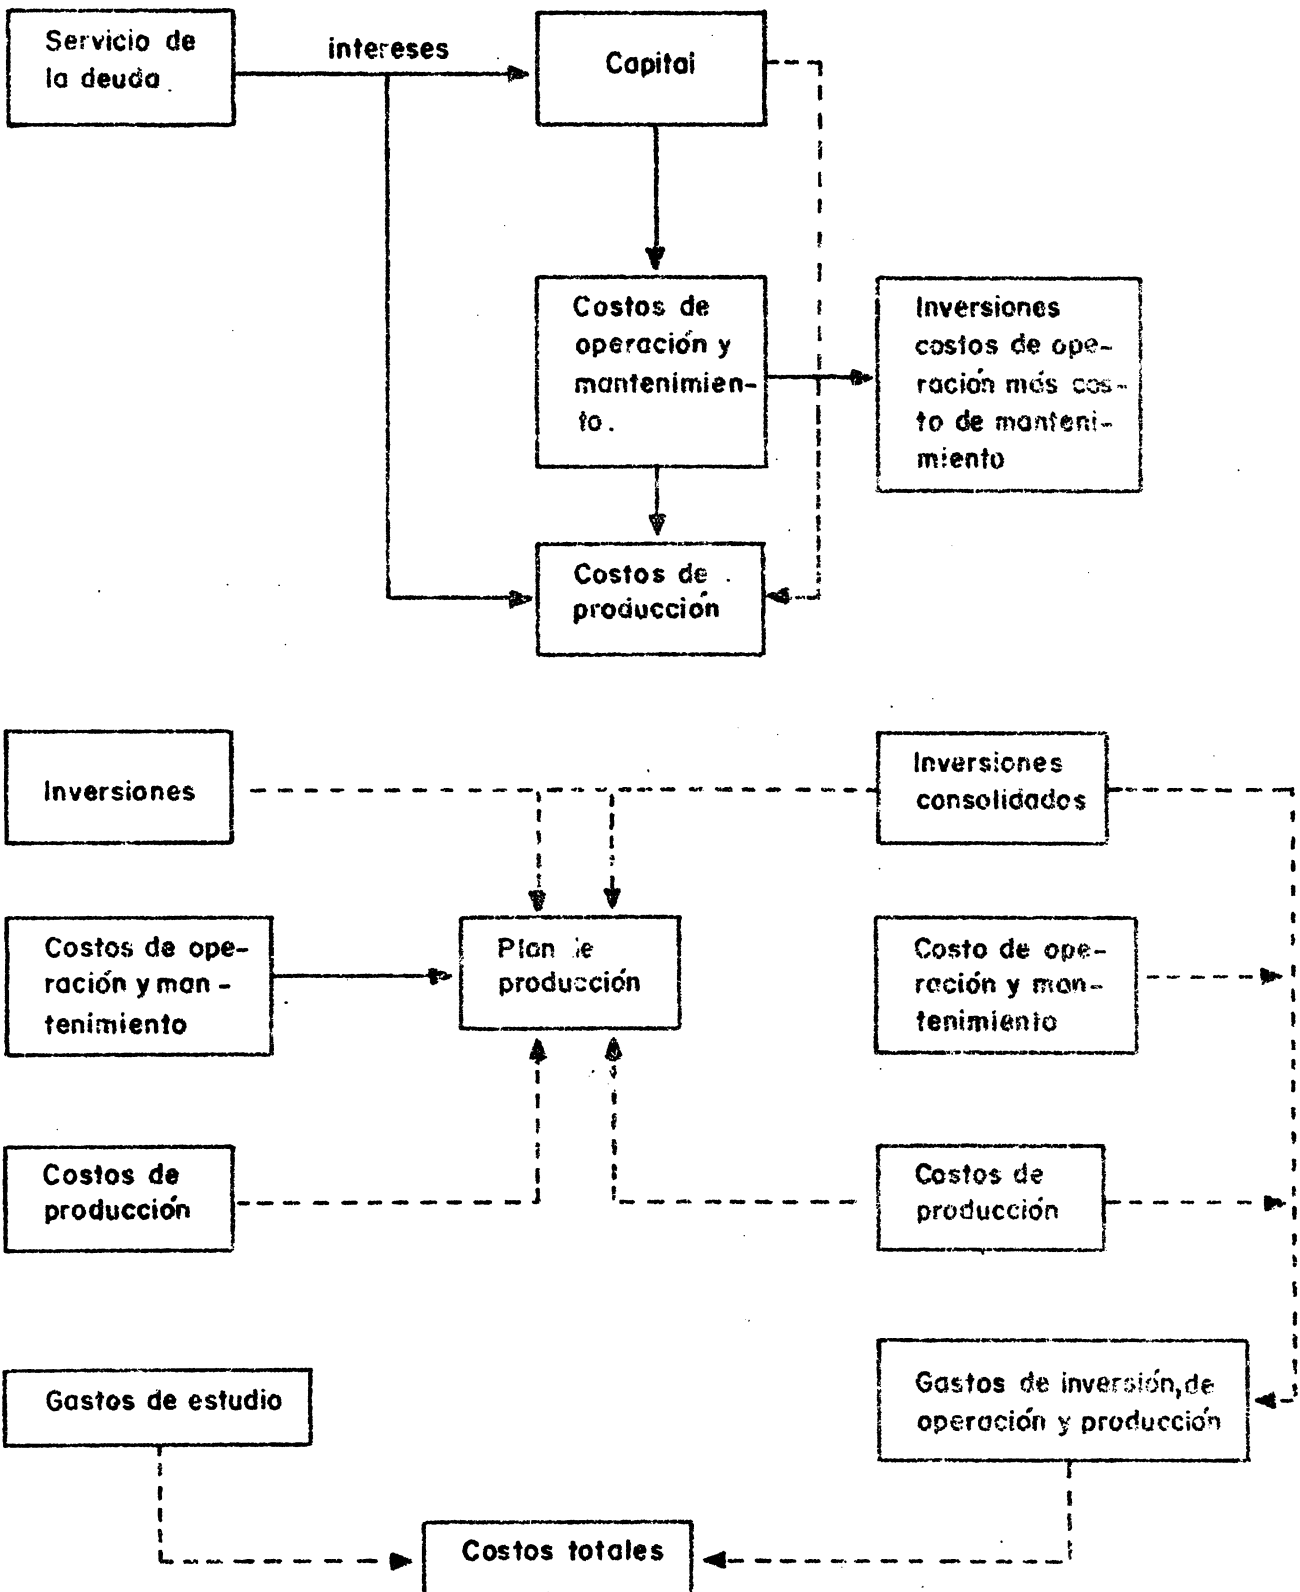 Servicio de
la deuda
intereses
Capital
Costos de
operación y
mantenimien-
to.
Inversiones
costos de ope-
ración más cos-
to de manteni-
miento
Costos de
producción
Inversiones
Inversiones
consolidados
Costos de ope-
ración y man-
tenimiento
Plan de
producción
Costo de ope-
ración y man-
tenimiento
Costos de
producción
Costos de
producción
Gastos de estudio
Gastos de inversión, de
operación y producción
Costos totales